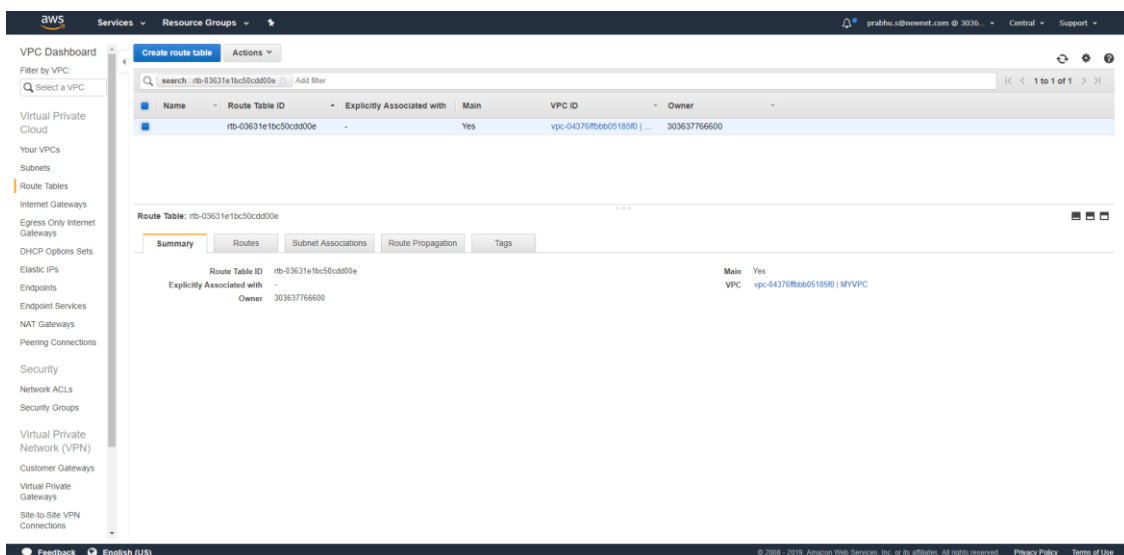 aws Services Resource Groups prabhu.s@newnet.com @ 3036... Central Support
VPC Dashboard
Filter by VPC:
Select a VPC
Virtual Private
Cloud
Your VPCs
Subnets
Route Tables
Internet Gateways
Egress Only Internet
Gateways
DHCP Options Sets
Elastic IPs
Endpoints
Endpoint Services
NAT Gateways
Peering Connections
Security
Network ACLs
Security Groups
Virtual Private
Network (VPN)
Customer Gateways
Virtual Private
Gateways
Site-to-Site VPN
Connections
Create route table Actions
search : rtb-03631e1bc50cdd00e Add filter 1 to 1 of 1
Name Route Table ID Explicitly Associated with Main VPC ID Owner
rtb-03631e1bc50cdd00e - Yes vpc-04376ffbbb05185f0 | ... 303637766600
Route Table: rtb-03631e1bc50cdd00e
Summary Routes Subnet Associations Route Propagation Tags
Route Table ID rtb-03631e1bc50cdd00e Main Yes
Explicitly Associated with - VPC vpc-04376ffbbb05185f0 | MYVPC
Owner 303637766600
Feedback English (US) © 2008 - 2019, Amazon Web Services, Inc. or its affiliates. All rights reserved. Privacy Policy Terms of Use